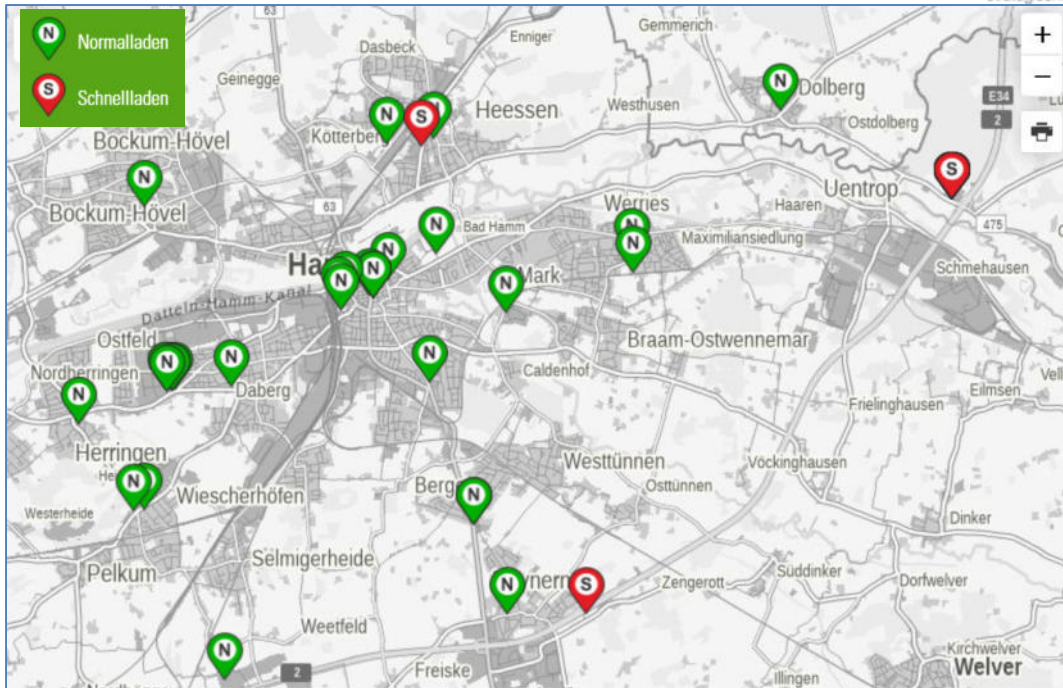 63
Gemmerich
N Normalladen
Enniger
Dasbeck
+
Geinegge
S Schnellladen
−
N
Dolberg
E34
2
Heessen
Westhusen
Ostdolberg
N
S
Bockum-Hövel
Kötterber
N
S
Uentrop
Bockum-Hövel
63
Werries
Haaren
N
Bad Hamm
N
Maximiliansiedlung
475
N
N
N
Schmehausen
N
N
Mark
Datteln-Hamm-Kanal
Ostfeld
Braam-Ostwennemar
N
N
N
Nordherringen
Daberg
Caldenhof
Eilmsen
N
Frielinghausen
Herringen
Westtünnen
Vöckinghausen
N
Berge
Wiescherhöfen
N
Osttünnen
Westerheide
Dinker
Selmigerheide
Pelkum
N
S
Zengerott
Süddinker
Dorfwelver
Weetfeld
N
2
Freiske
Kirchwelver
Welver
Illingen